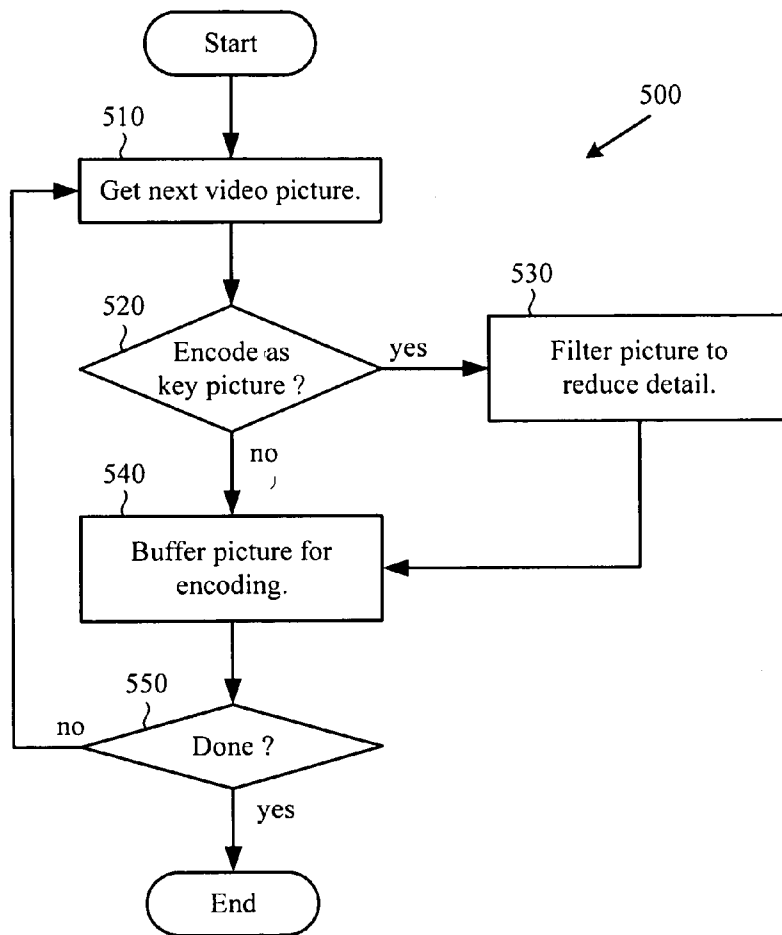 Start
500
510
Get next video picture.
520
Encode as
key picture ?
yes
530
Filter picture to
reduce detail.
no
540
Buffer picture for
encoding.
550
no
Done ?
yes
End